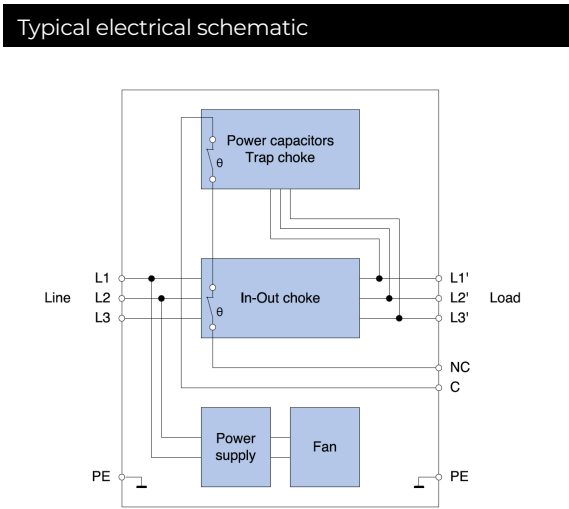 Typical electrical schematic
Power capacitors
Trap choke
θ
L1
L1'
Line
L2
In-Out choke
L2'
Load
L3
θ
L3'
NC
C
Power
supply
Fan
PE
PE